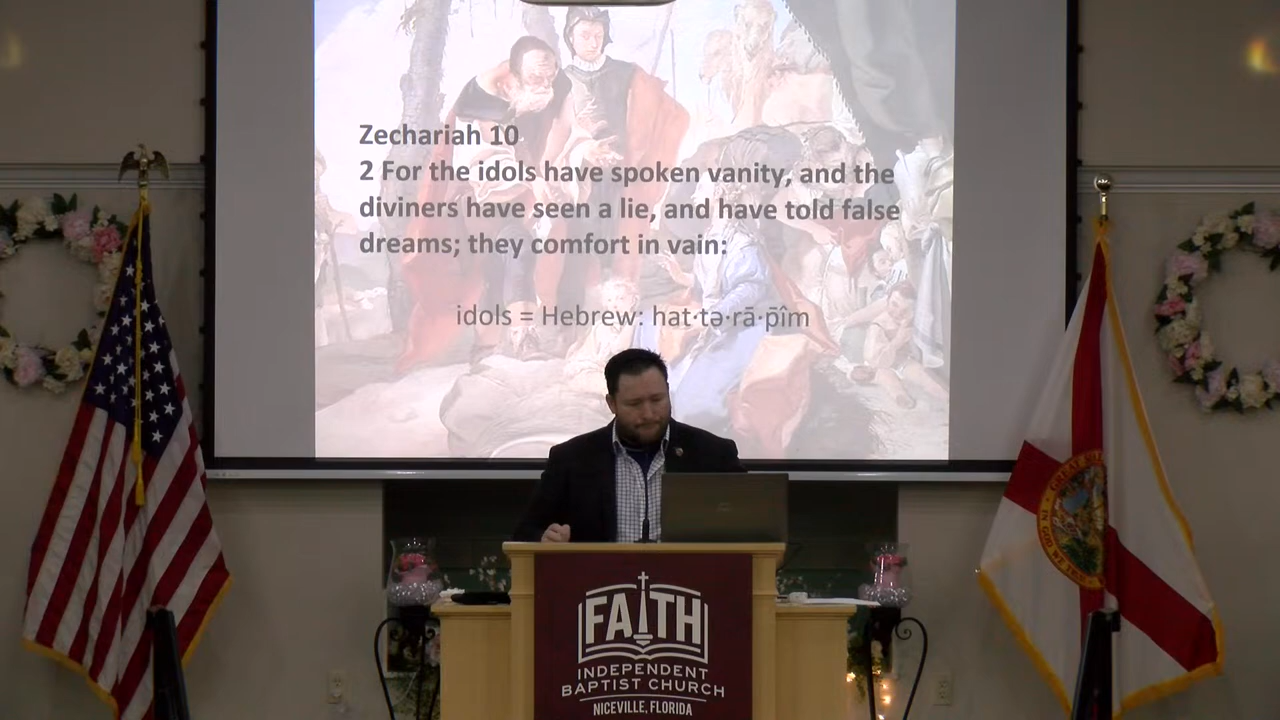 Zechariah 10
2 For the idols have spoken vanity, and the
diviners have seen a lie, and have told false
dreams; they comfort in vain:
idols = Hebrew: hat·tə·rā·p̄îm
FAITH
INDEPENDENT
BAPTIST CHURCH
NICEVILLE, FLORIDA